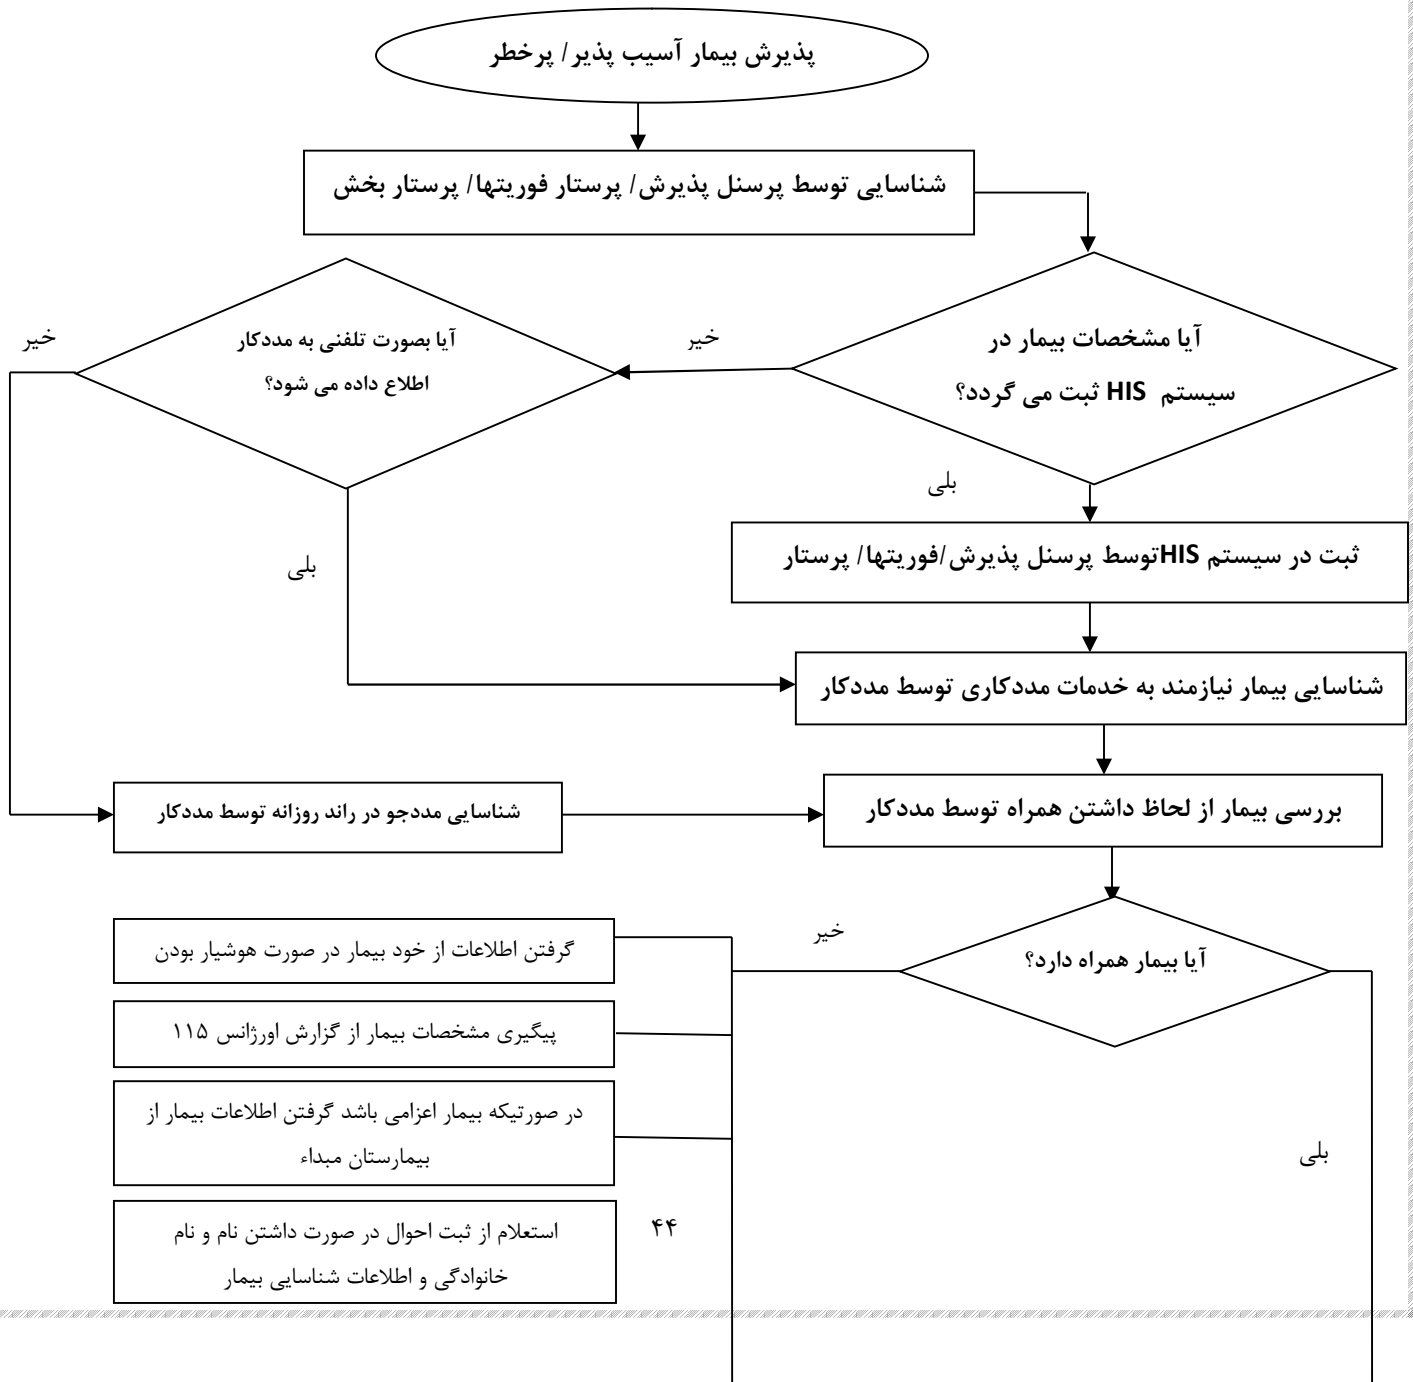 پذیرش بیمار آسیب پذیر/ پرخطر
شناسایی توسط پرسنل پذیرش/ پرستار فوریتها/ پرستار بخش
آیا مشخصات بیمار در
سیستم HIS ثبت می گردد؟
خیر
آیا بصورت تلفنی به مددکار
اطلاع داده می شود؟
خیر
بلی
بلی
ثبت در سیستم HISتوسط پرسنل پذیرش/فوریتها/ پرستار
شناسایی بیمار نیازمند به خدمات مددکاری توسط مددکار
بررسی بیمار از لحاظ داشتن همراه توسط مددکار
شناسایی مددجو در راند روزانه توسط مددکار
آیا بیمار همراه دارد؟
خیر
بلی
گرفتن اطلاعات از خود بیمار در صورت هوشیار بودن
پیگیری مشخصات بیمار از گزارش اورژانس ۱۱۵
در صورتیکه بیمار اعزامی باشد گرفتن اطلاعات بیمار از
بیمارستان مبداء
استعلام از ثبت احوال در صورت داشتن نام و نام
خانوادگی و اطلاعات شناسایی بیمار
۴۴